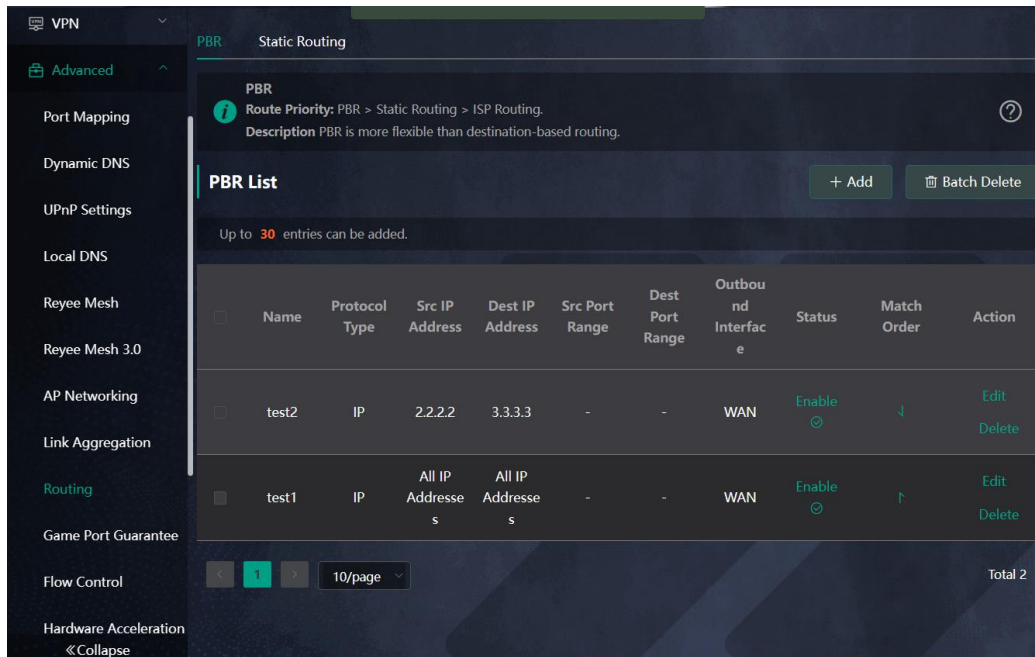 VPN
Advanced
Port Mapping
Dynamic DNS
UPnP Settings
Local DNS
Reyee Mesh
Reyee Mesh 3.0
AP Networking
Link Aggregation
Routing
Game Port Guarantee
Flow Control
Hardware Acceleration
«Collapse
PBR
Static Routing
PBR
Route Priority: PBR > Static Routing > ISP Routing.
Description PBR is more flexible than destination-based routing.
PBR List
+ Add
Batch Delete
Up to 30 entries can be added.
Name
Protocol
Type
Src IP
Address
Dest IP
Address
Src Port
Range
Dest
Port
Range
Outbou
nd
Interfac
e
Status
Match
Order
Action
test2
IP
2.2.2.2
3.3.3.3
-
-
WAN
Enable
Edit
Delete
test1
IP
All IP
Addresse
s
All IP
Addresse
s
-
-
WAN
Enable
Edit
Delete
<
1
>
10/page
Total 2